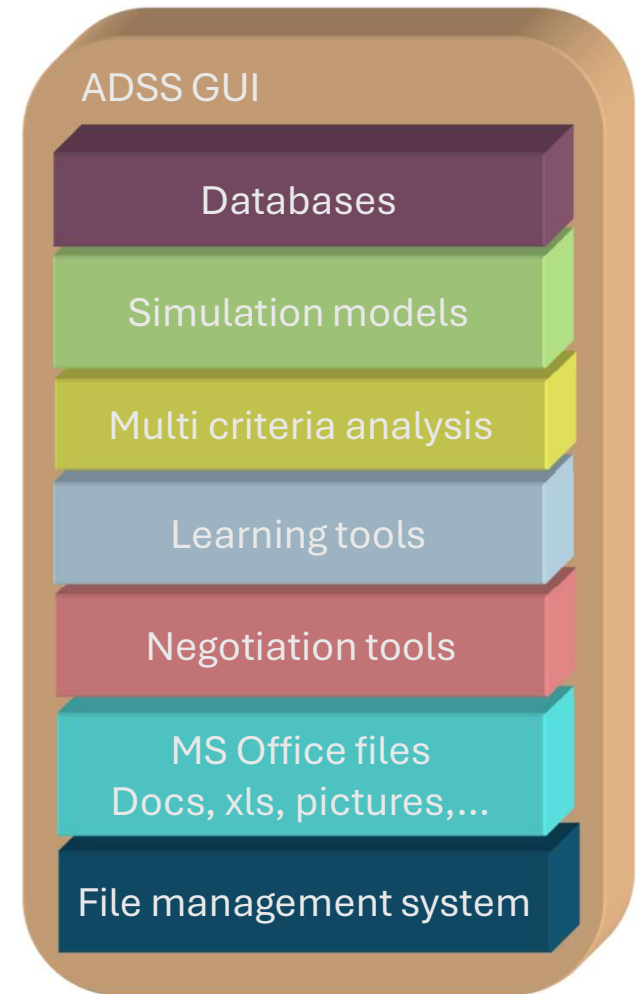 ADSS GUI
Databases
Simulation models
Multi criteria analysis
Learning tools
Negotiation tools
MS Office files
Docs, xls, pictures,...
File management system